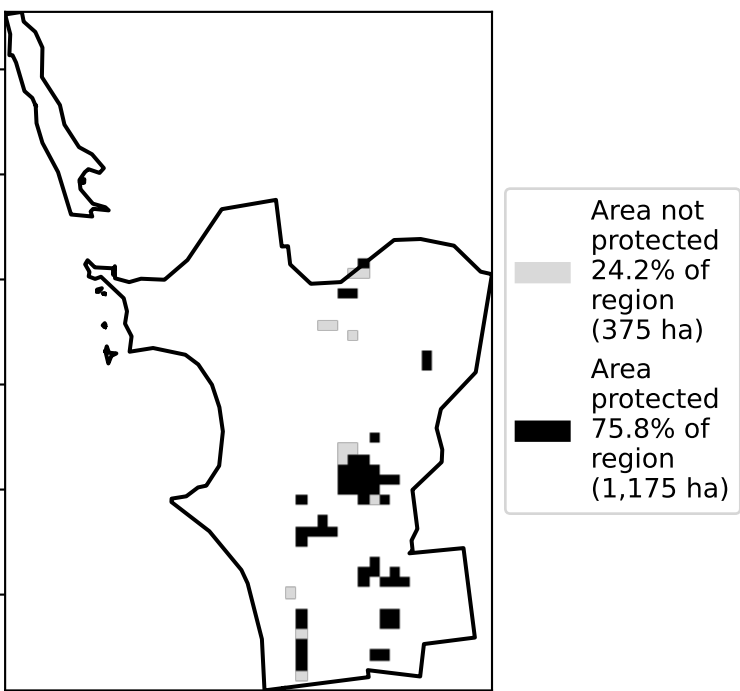 Area not
protected
24.2% of
region
(375 ha)
Area
protected
75.8% of
region
(1,175 ha)